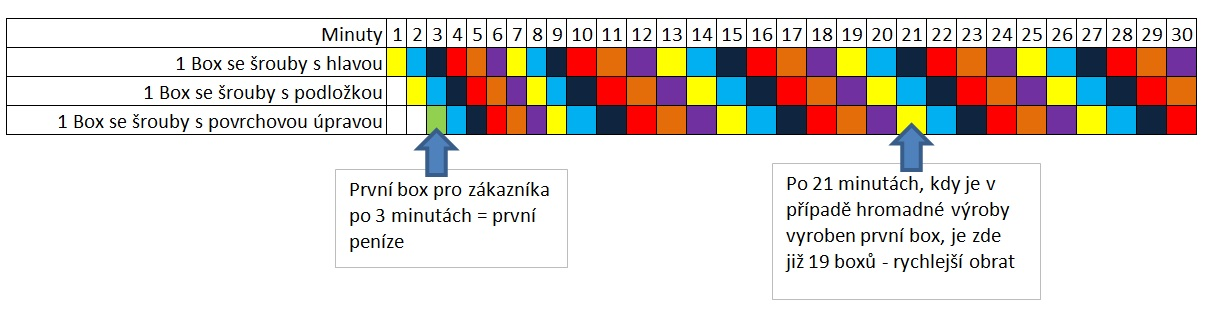 Minuty 1 2 3 4 5 6 7 8 9 10 11 12 13 14 15 16 17 18 19 20 21 22 23 24 25 26 27 28 29 30
1 Box se šrouby s hlavou
1 Box se šrouby s podložkou
1 Box se šrouby s povrchovou úpravou
První box pro zákazníka
po 3 minutách = první
peníze
Po 21 minutách, kdy je v
případě hromadné výroby
vyroben první box, je zde
již 19 boxů - rychlejší obrat